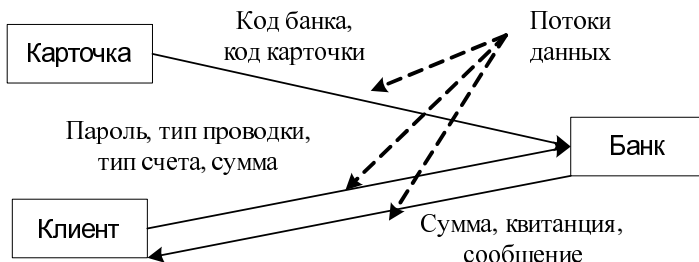 Карточка
Код банка,
код карточки
Потоки
данных
Пароль, тип проводки,
тип счета, сумма
Банк
Клиент
Сумма, квитанция,
сообщение